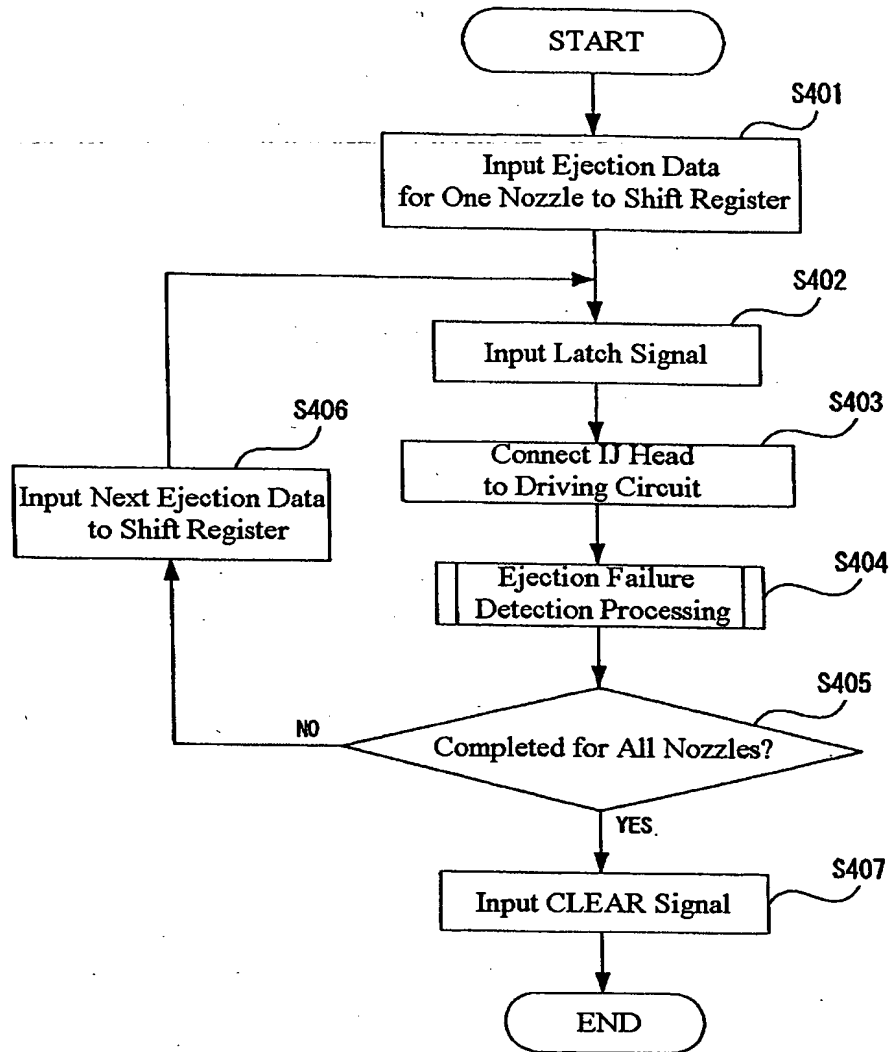 START
S401
Input Ejection Data
for One Nozzle to Shift Register
S402
Input Latch Signal
S403
Connect IJ Head
to Driving Circuit
S406
Input Next Ejection Data
to Shift Register
S404
Ejection Failure
Detection Processing
S405
NO
Completed for All Nozzles?
YES
S407
Input CLEAR Signal
END